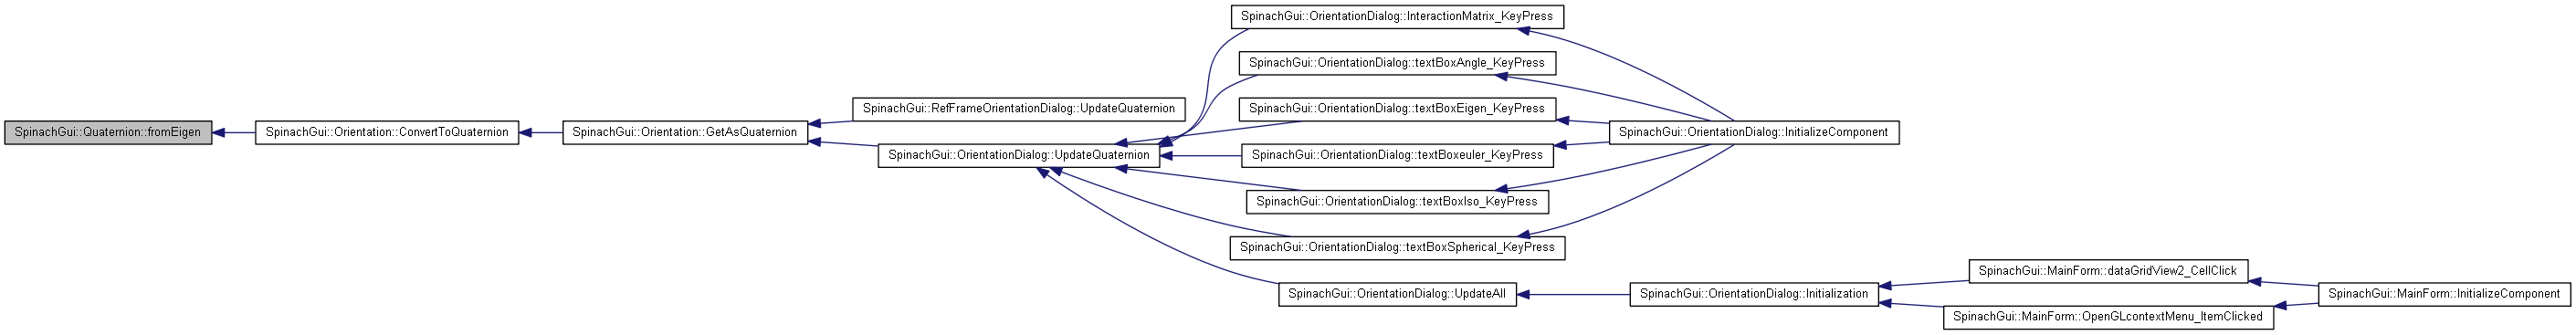 SpinachGui::Quaternion::fromEigen
SpinachGui::Orientation::ConvertToQuaternion
SpinachGui::Orientation::GetAsQuaternion
SpinachGui::RefFrameOrientationDialog::UpdateQuaternion
SpinachGui::OrientationDialog::UpdateQuaternion
SpinachGui::OrientationDialog::InteractionMatrix_KeyPress
SpinachGui::OrientationDialog::textBoxAngle_KeyPress
SpinachGui::OrientationDialog::textBoxEigen_KeyPress
SpinachGui::OrientationDialog::textBoxeuler_KeyPress
SpinachGui::OrientationDialog::textBoxIso_KeyPress
SpinachGui::OrientationDialog::textBoxSpherical_KeyPress
SpinachGui::OrientationDialog::UpdateAll
SpinachGui::OrientationDialog::InitializeComponent
SpinachGui::OrientationDialog::Initialization
SpinachGui::MainForm::dataGridView2_CellClick
SpinachGui::MainForm::OpenGLcontextMenu_ItemClicked
SpinachGui::MainForm::InitializeComponent